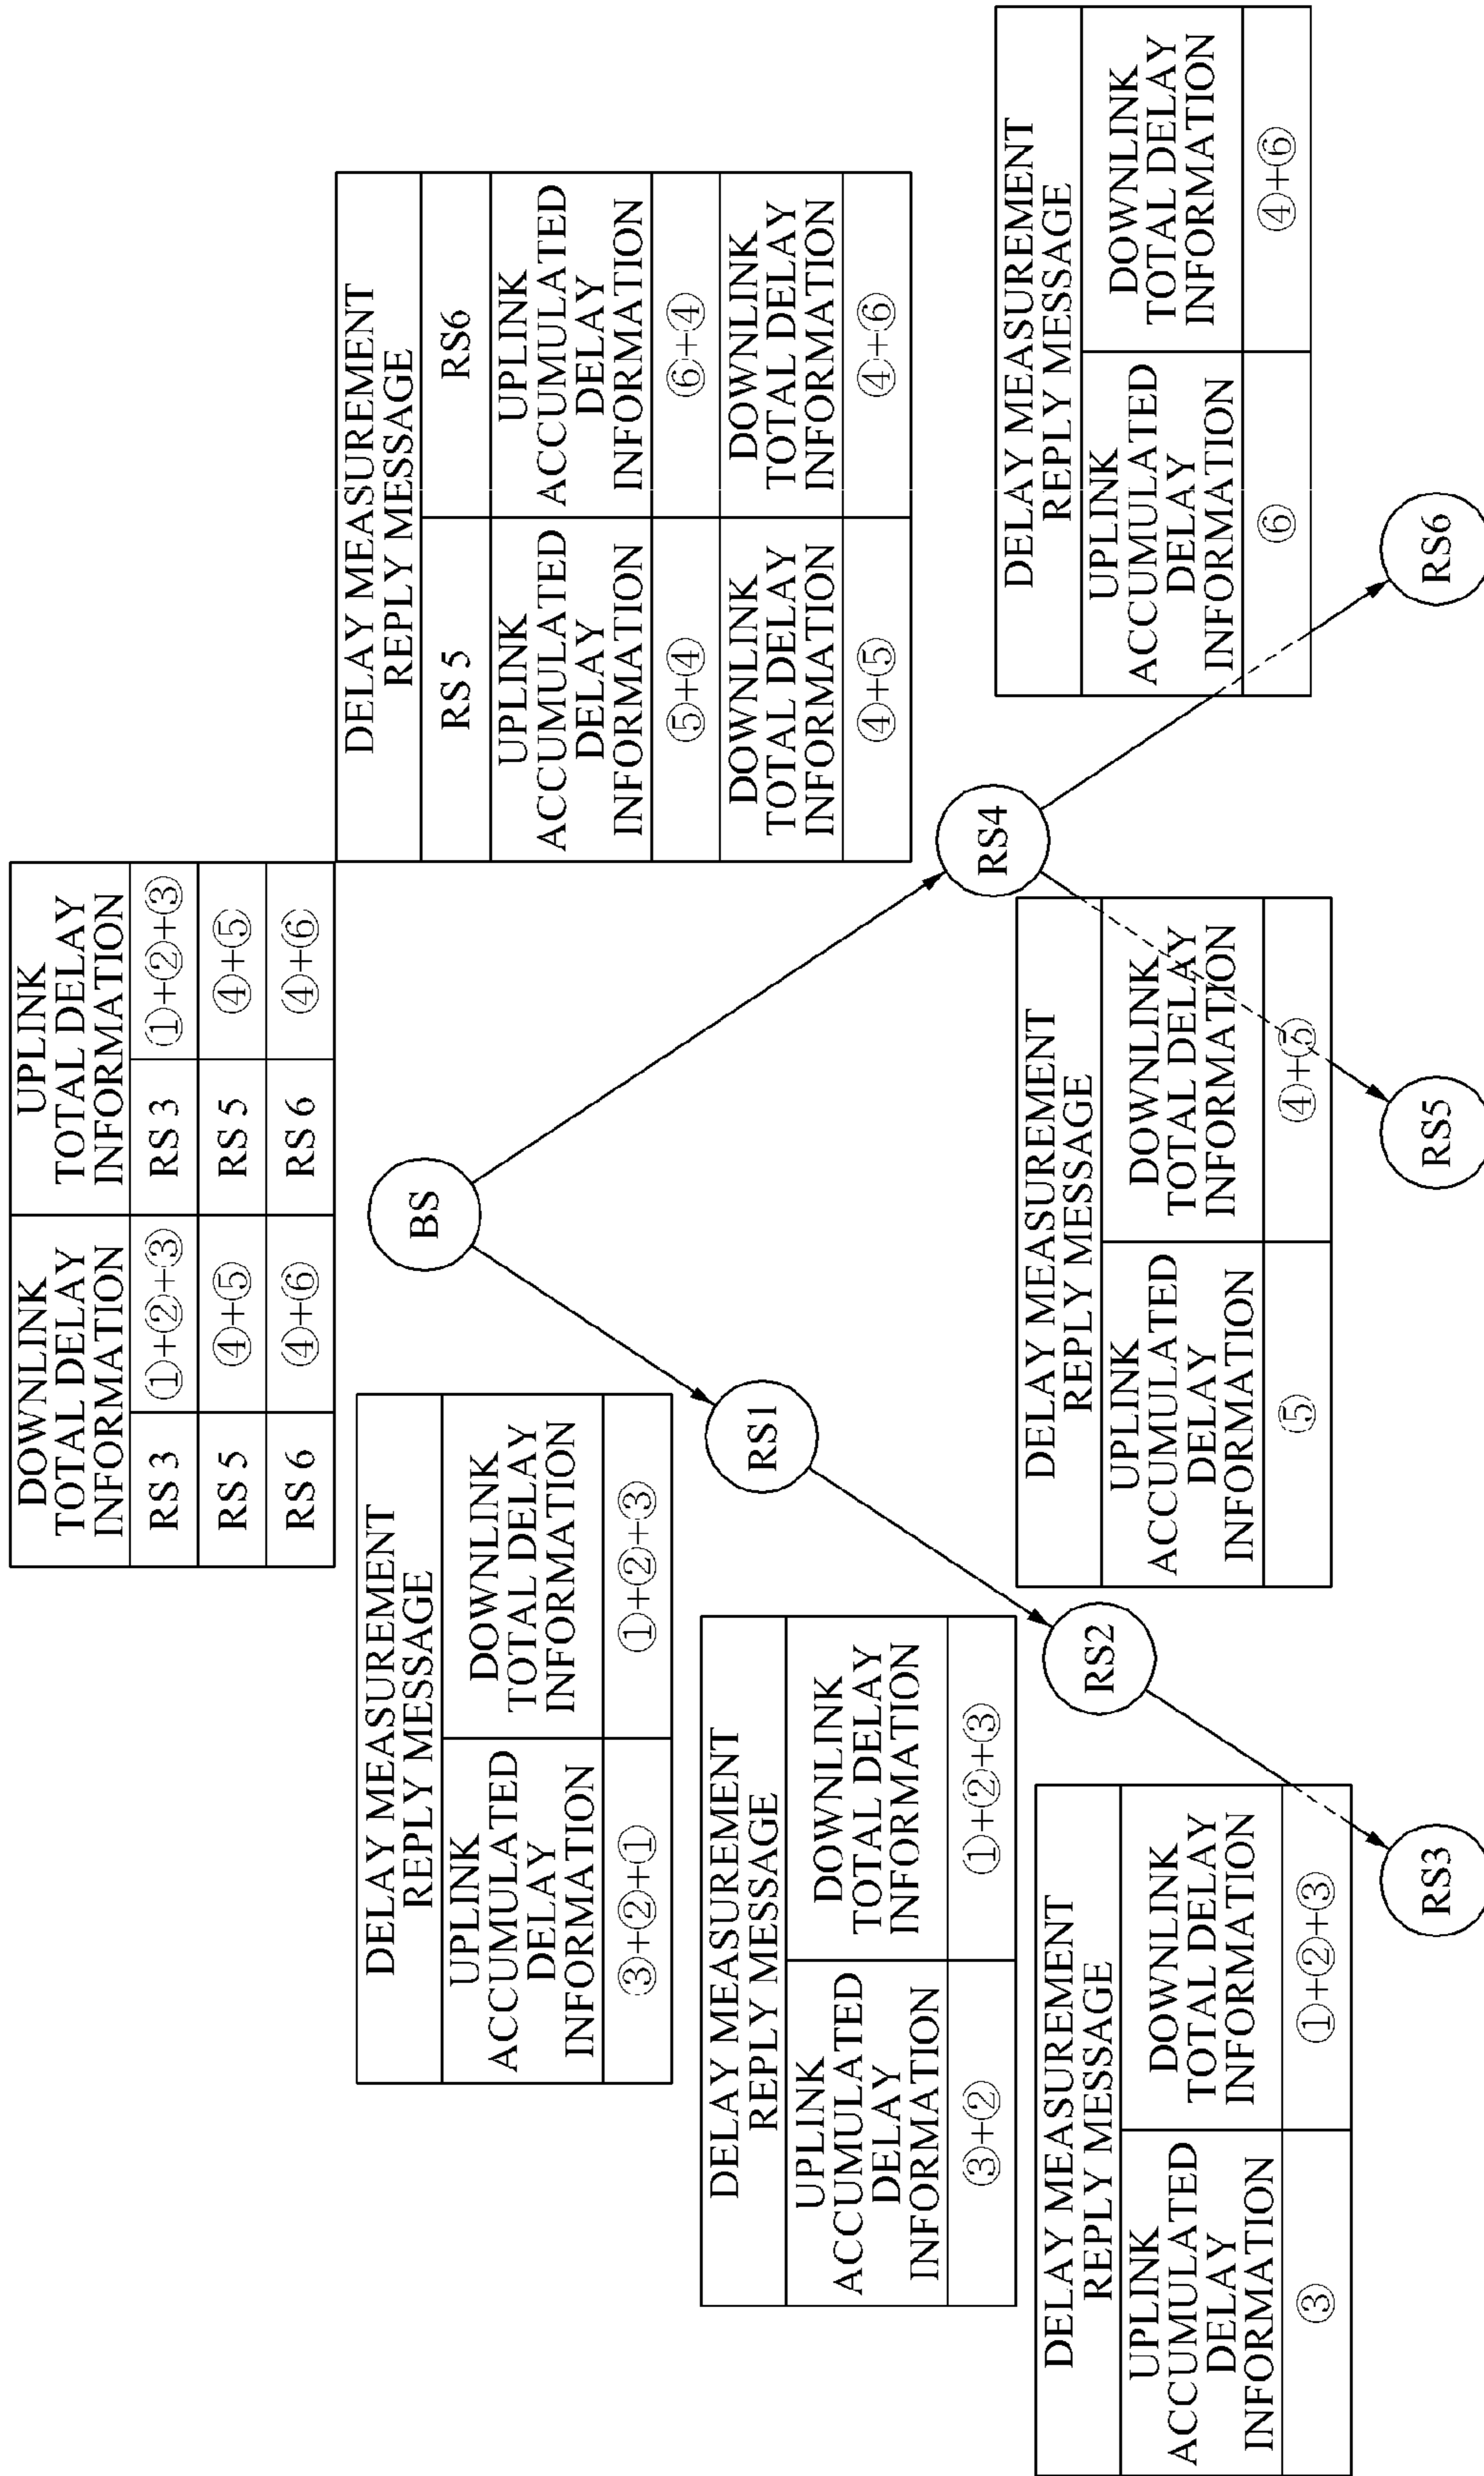 DOWNLINK
TOTAL DELAY
INFORMATION
UPLINK
TOTAL DELAY
INFORMATION
RS 3 ①+②+③ RS 3 ①+②+③
RS 5 ④+⑤ RS 5 ④+⑤
RS 6 ④+⑥ RS 6 ④+⑥
BS
DELAY MEASUREMENT
REPLY MESSAGE
UPLINK
ACCUMULATED
DELAY
INFORMATION
DOWNLINK
TOTAL DELAY
INFORMATION
③+②+① ①+②+③
DELAY MEASUREMENT
REPLY MESSAGE
RS 5 RS6
UPLINK
ACCUMULATED
DELAY
INFORMATION
UPLINK
ACCUMULATED
DELAY
INFORMATION
⑤+④ ⑥+④
DOWNLINK
TOTAL DELAY
INFORMATION
DOWNLINK
TOTAL DELAY
INFORMATION
④+⑤ ④+⑥
RS1
DELAY MEASUREMENT
REPLY MESSAGE
UPLINK
ACCUMULATED
DELAY
INFORMATION
DOWNLINK
TOTAL DELAY
INFORMATION
③+② ①+②+③
RS4
RS2
DELAY MEASUREMENT
REPLY MESSAGE
UPLINK
ACCUMULATED
DELAY
INFORMATION
DOWNLINK
TOTAL DELAY
INFORMATION
③ ①+②+③
DELAY MEASUREMENT
REPLY MESSAGE
UPLINK
ACCUMULATED
DELAY
INFORMATION
DOWNLINK
TOTAL DELAY
INFORMATION
⑤ ④+⑤
DELAY MEASUREMENT
REPLY MESSAGE
UPLINK
ACCUMULATED
DELAY
INFORMATION
DOWNLINK
TOTAL DELAY
INFORMATION
⑥ ④+⑥
RS3
RS5
RS6